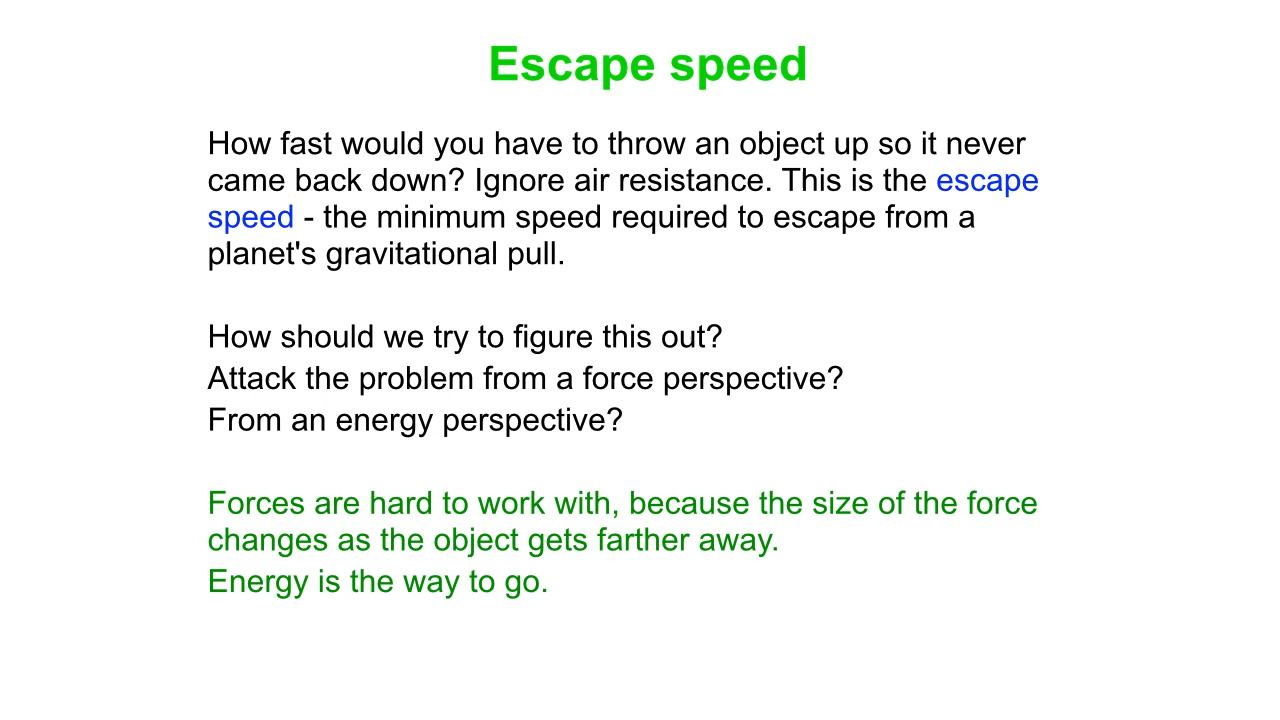 Escape speed
How fast would you have to throw an object up so it never
came back down? Ignore air resistance. This is the escape
speed - the minimum speed required to escape from a
planet's gravitational pull.
How should we try to figure this out?
Attack the problem from a force perspective?
From an energy perspective?
Forces are hard to work with, because the size of the force
changes as the object gets farther away.
Energy is the way to go.